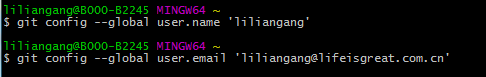 liliangang@B000-B2245 MINGW64 ~
$ git config --global user.name 'liliangang'
liliangang@B000-B2245 MINGW64 ~
$ git config --global user.email 'liliangang@lifeisgreat.com.cn'